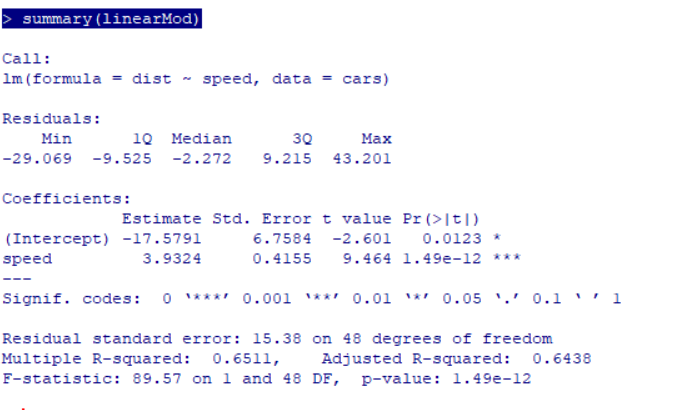 > summary(linearMod)
Call:
lm(formula = dist ~ speed, data = cars)
Residuals:
    Min      1Q  Median      3Q     Max
-29.069  -9.525  -2.272   9.215  43.201
Coefficients:
            Estimate Std. Error t value Pr(>|t|)
(Intercept) -17.5791     6.7584  -2.601   0.0123 *
speed         3.9324     0.4155   9.464 1.49e-12 ***
---
Signif. codes:  0 ‘***’ 0.001 ‘**’ 0.01 ‘*’ 0.05 ‘.’ 0.1 ‘ ’ 1
Residual standard error: 15.38 on 48 degrees of freedom
Multiple R-squared:  0.6511,    Adjusted R-squared:  0.6438
F-statistic: 89.57 on 1 and 48 DF,  p-value: 1.49e-12